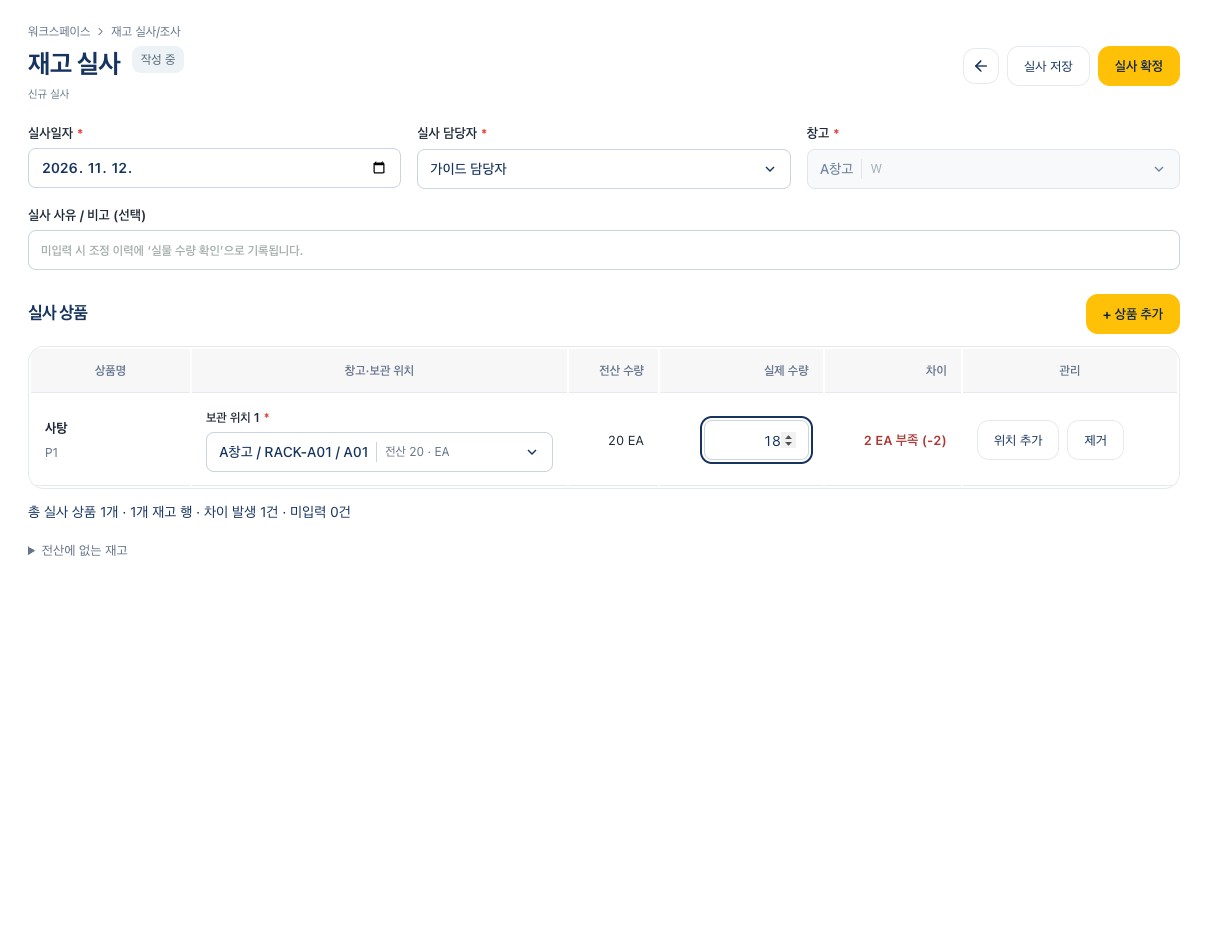 워크스페이스 > 재고 실사/조사
재고 실사 작성 중
신규 실사
실사 저장
실사 확정
실사일자 *
2026. 11. 12.
실사 담당자 *
가이드 담당자
창고 *
A창고 W
실사 사유 / 비고 (선택)
미입력 시 조정 이력에 ‘실물 수량 확인’으로 기록됩니다.
실사 상품
+ 상품 추가
상품명 창고·보관 위치 전산 수량 실제 수량 차이 관리
사탕
P1
보관 위치 1 *
A창고 / RACK-A01 / A01 전산 20 · EA
20 EA
18
2 EA 부족 (-2)
위치 추가
제거
총 실사 상품 1개 · 1개 재고 행 · 차이 발생 1건 · 미입력 0건
▶ 전산에 없는 재고